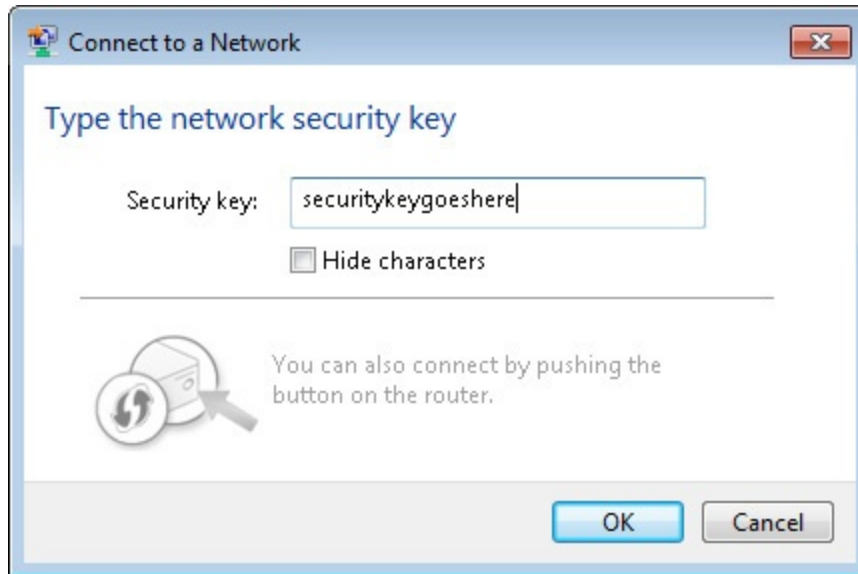 Connect to a Network
Type the network security key
Security key: securitykeygoeshere
Hide characters
You can also connect by pushing the
button on the router.
OK Cancel